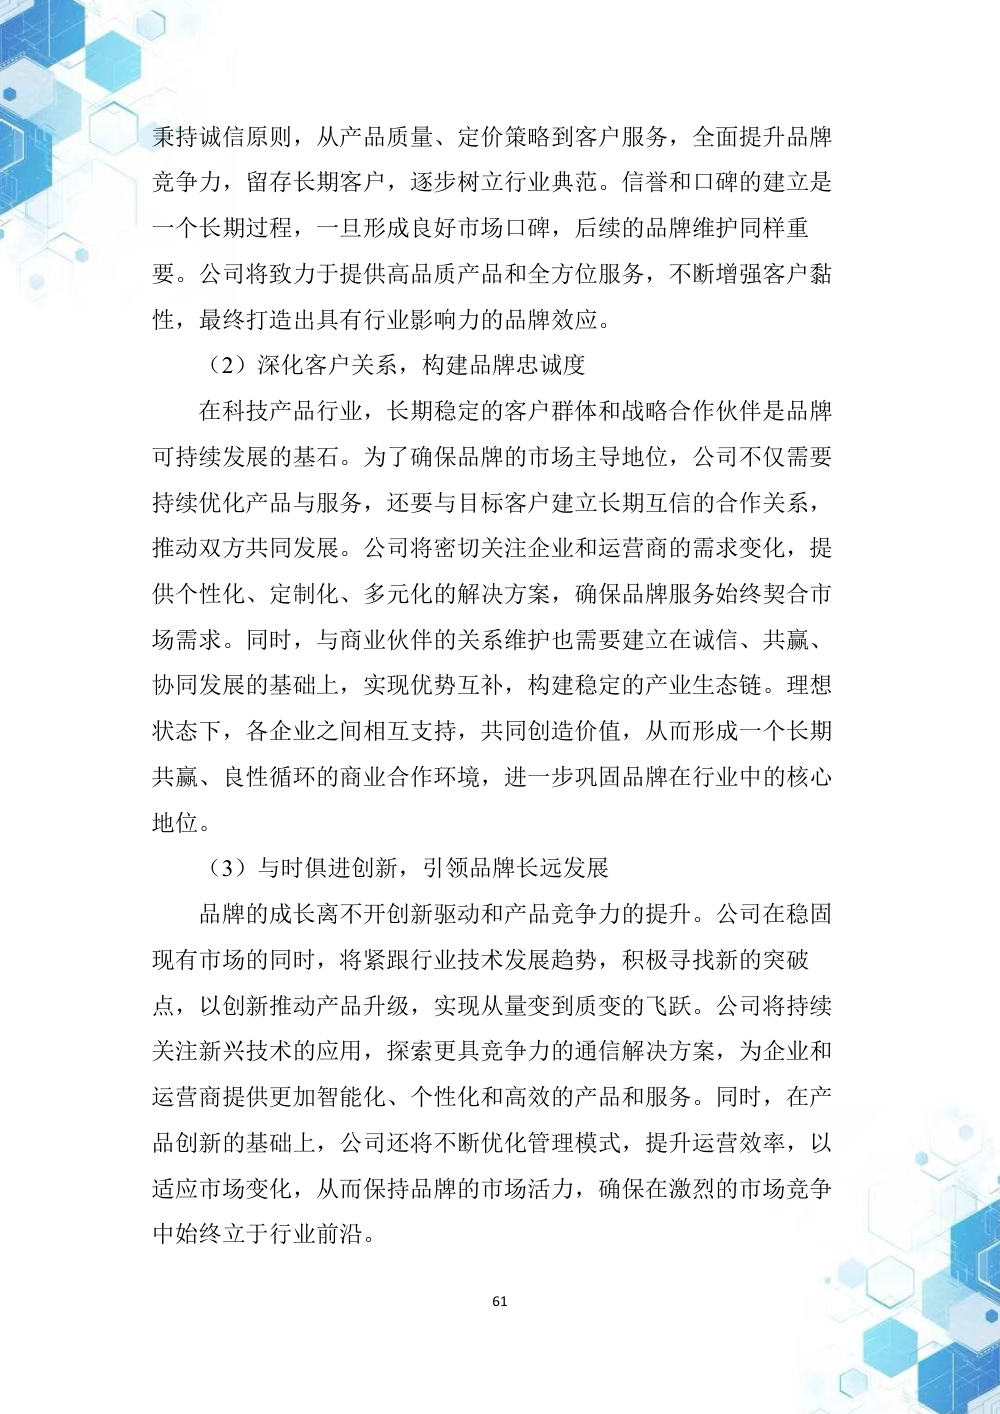 秉持诚信原则，从产品质量、定价策略到客户服务，全面提升品牌
竞争力，留存长期客户，逐步树立行业典范。信誉和口碑的建立是
一个长期过程，一旦形成良好市场口碑，后续的品牌维护同样重
要。公司将致力于提供高品质产品和全方位服务，不断增强客户黏
性，最终打造出具有行业影响力的品牌效应。
（2）深化客户关系，构建品牌忠诚度
在科技产品行业，长期稳定的客户群体和战略合作伙伴是品牌
可持续发展的基石。为了确保品牌的市场主导地位，公司不仅需要
持续优化产品与服务，还要与目标客户建立长期互信的合作关系，
推动双方共同发展。公司将密切关注企业和运营商的需求变化，提
供个性化、定制化、多元化的解决方案，确保品牌服务始终契合市
场需求。同时，与商业伙伴的关系维护也需要建立在诚信、共赢、
协同发展的基础上，实现优势互补，构建稳定的产业生态链。理想
状态下，各企业之间相互支持，共同创造价值，从而形成一个长期
共赢、良性循环的商业合作环境，进一步巩固品牌在行业中的核心
地位。
（3）与时俱进创新，引领品牌长远发展
品牌的成长离不开创新驱动和产品竞争力的提升。公司在稳固
现有市场的同时，将紧跟行业技术发展趋势，积极寻找新的突破
点，以创新推动产品升级，实现从量变到质变的飞跃。公司将持续
关注新兴技术的应用，探索更具竞争力的通信解决方案，为企业和
运营商提供更加智能化、个性化和高效的产品和服务。同时，在产
品创新的基础上，公司还将不断优化管理模式，提升运营效率，以
适应市场变化，从而保持品牌的市场活力，确保在激烈的市场竞争
中始终立于行业前沿。
61